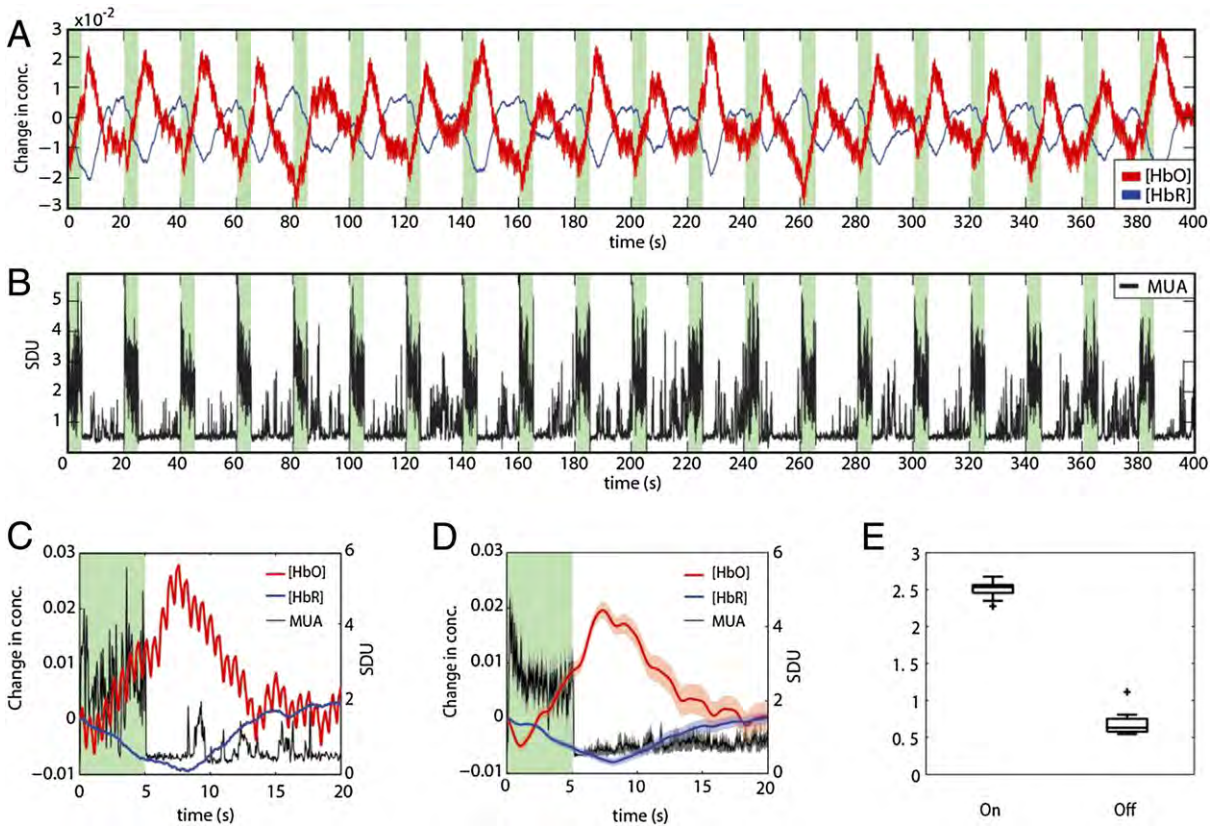 A
x10⁻²
3
2
1
0
−1
−2
−3
Change in conc.
[HbO]
[HbR]
0 20 40 60 80 100 120 140 160 180 200 220 240 260 280 300 320 340 360 380 400
time (s)
B
MUA
5
4
3
2
1
SDU
0 20 40 60 80 100 120 140 160 180 200 220 240 260 280 300 320 340 360 380 400
time (s)
C
0.03
0.02
0.01
0
−0.01
Change in conc.
[HbO]
[HbR]
MUA
6
4
2
0
SDU
0 5 10 15 20
time (s)
D
0.03
0.02
0.01
0
−0.01
Change in conc.
[HbO]
[HbR]
MUA
6
4
2
0
SDU
0 5 10 15 20
time (s)
E
3
2.5
2
1.5
1
0.5
0
On Off